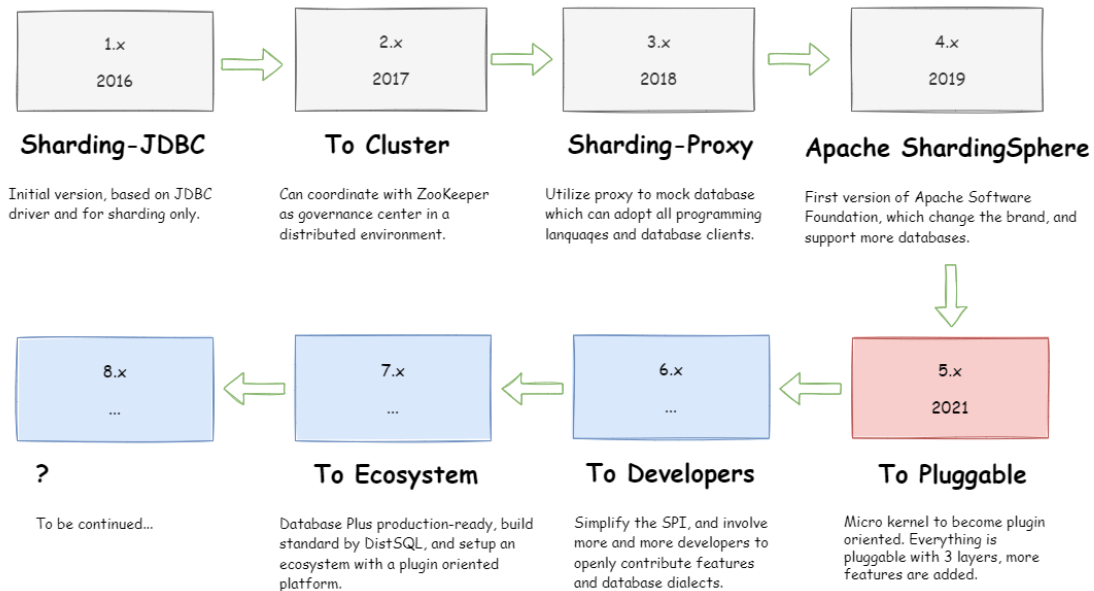 1.x
2016
Sharding-JDBC
Initial version, based on JDBC
driver and for sharding only.
2.x
2017
To Cluster
Can coordinate with ZooKeeper
as governance center in a
distributed environment.
3.x
2018
Sharding-Proxy
Utilize proxy to mock database
which can adopt all programming
languages and database clients.
4.x
2019
Apache ShardingSphere
First version of Apache Software
Foundation, which change the brand, and
support more databases.
5.x
2021
To Pluggable
Micro kernel to become plugin
oriented. Everything is
pluggable with 3 layers, more
features are added.
6.x
...
To Developers
Simplify the SPI, and involve
more and more developers to
openly contribute features
and database dialects.
7.x
...
To Ecosystem
Database Plus production-ready, build
standard by DistSQL, and setup an
ecosystem with a plugin oriented
platform.
8.x
...
?
To be continued...